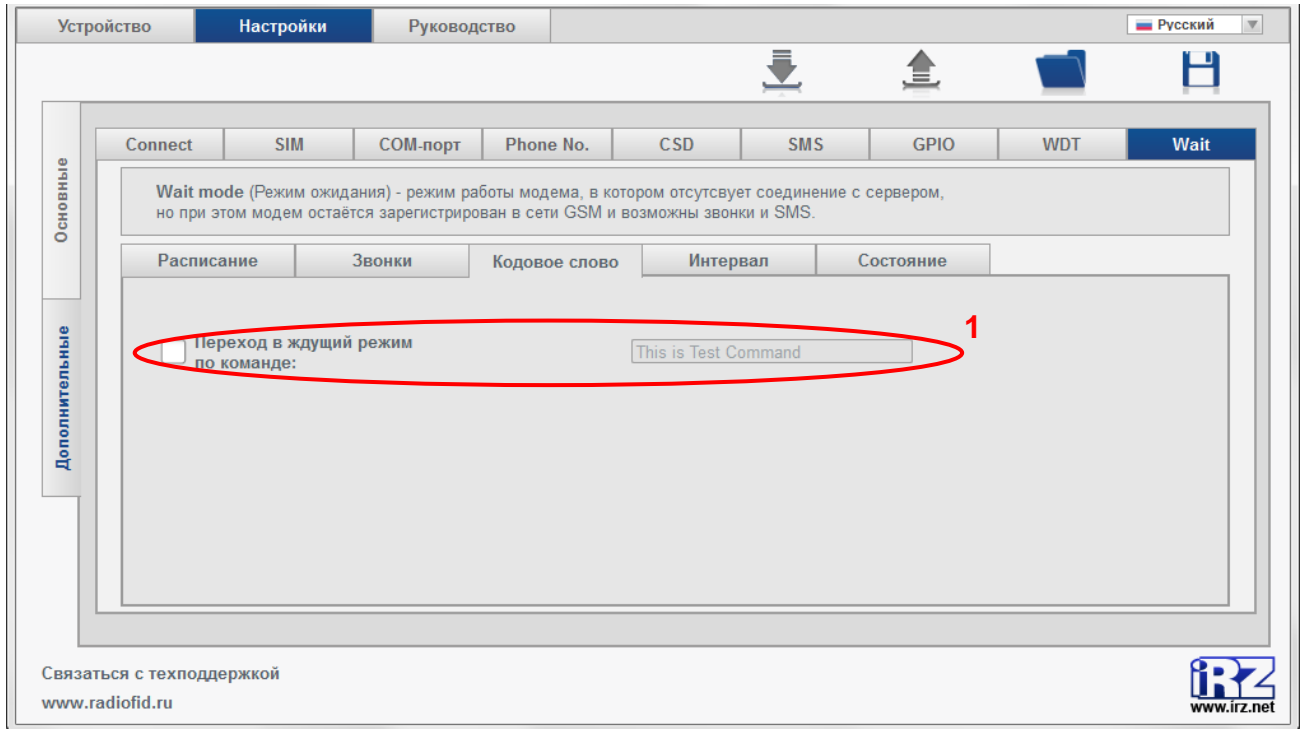 Устройство
Настройки
Руководство
Русский
Основные
Дополнительные
Connect
SIM
COM-порт
Phone No.
CSD
SMS
GPIO
WDT
Wait
Wait mode (Режим ожидания) - режим работы модема, в котором отсутсвует соединение с сервером,
но при этом модем остаётся зарегистрирован в сети GSM и возможны звонки и SMS.
Расписание
Звонки
Кодовое слово
Интервал
Состояние
1
Переход в ждущий режим
по команде:
This is Test Command
Связаться с техподдержкой
www.radiofid.ru
iRZ
www.irz.net